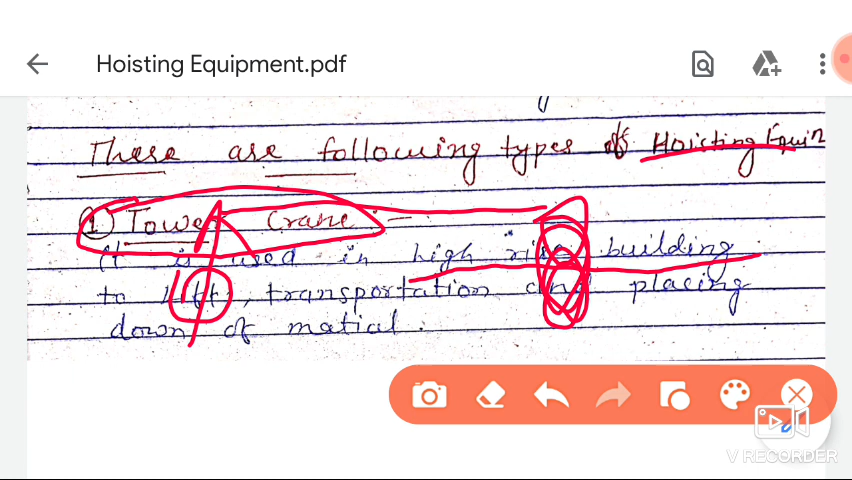 Hoisting Equipment.pdf
These are following types of Hoisting Equin
① Tower Crane :-
It is used in high rise building
to lift, transportation and placing
down of matial.
V RECORDER